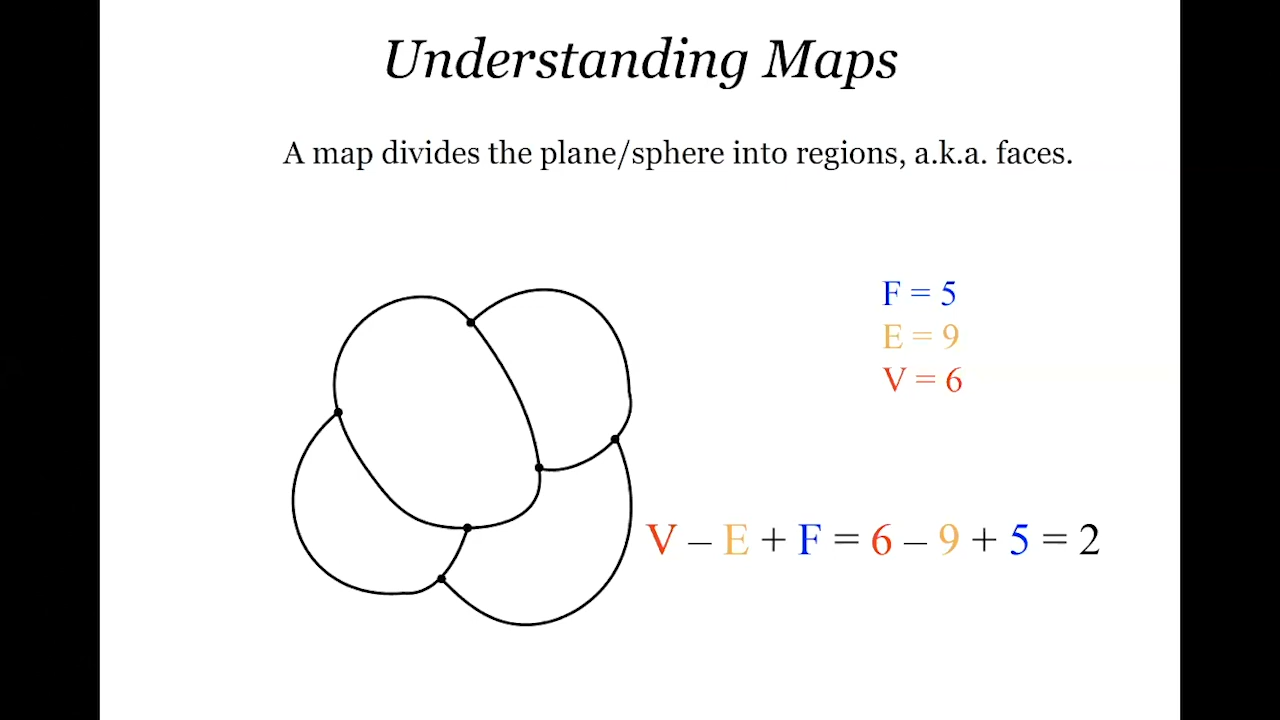 Understanding Maps
A map divides the plane/sphere into regions, a.k.a. faces.
F = 5
E = 9
V = 6
V – E + F = 6 – 9 + 5 = 2